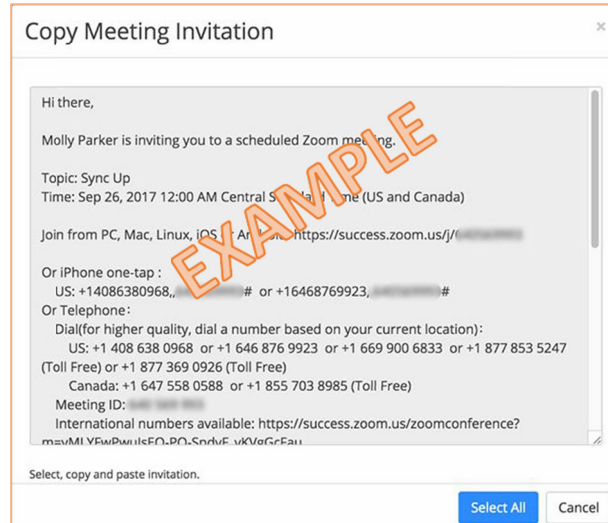 Copy Meeting Invitation
×
Hi there,
Molly Parker is inviting you to a scheduled Zoom meeting.
Topic: Sync Up
Time: Sep 26, 2017 12:00 AM Central Time (US and Canada)
Join from PC, Mac, Linux, iOS or https://success.zoom.us/j/
EXAMPLE
Or iPhone one-tap :
US: +14086380968,, # or +16468769923, #
Or Telephone:
Dial(for higher quality, dial a number based on your current location):
US: +1 408 638 0968 or +1 646 876 9923 or +1 669 900 6833 or +1 877 853 5247
(Toll Free) or +1 877 369 0926 (Toll Free)
Canada: +1 647 558 0588 or +1 855 703 8985 (Toll Free)
Meeting ID:
International numbers available: https://success.zoom.us/zoomconference?
Select, copy and paste invitation.
Select All
Cancel